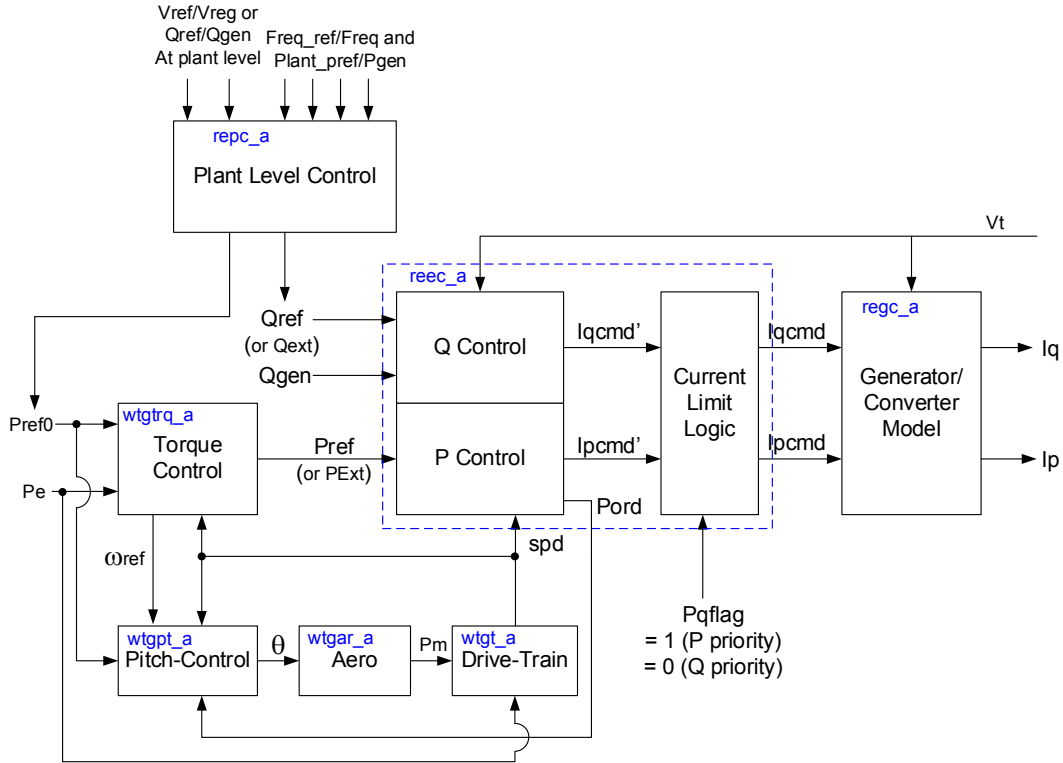 Vref/Vreg or
Qref/Qgen
At plant level
Freq_ref/Freq and
Plant_pref/Pgen
repc_a
Plant Level Control
Vt
reec_a
regc_a
Qref
(or Qext)
Qgen
Q Control
Iqcmd’
Iqcmd
Iq
Current
Limit
Logic
Generator/
Converter
Model
Pref0
wtgtrq_a
Torque
Control
Pref
(or PExt)
P Control
Ipcmd’
Ipcmd
Ip
Pe
Pord
spd
ωref
wtgpt_a
Pitch-Control
θ
wtgar_a
Aero
Pm
wtgt_a
Drive-Train
Pqflag
= 1 (P priority)
= 0 (Q priority)